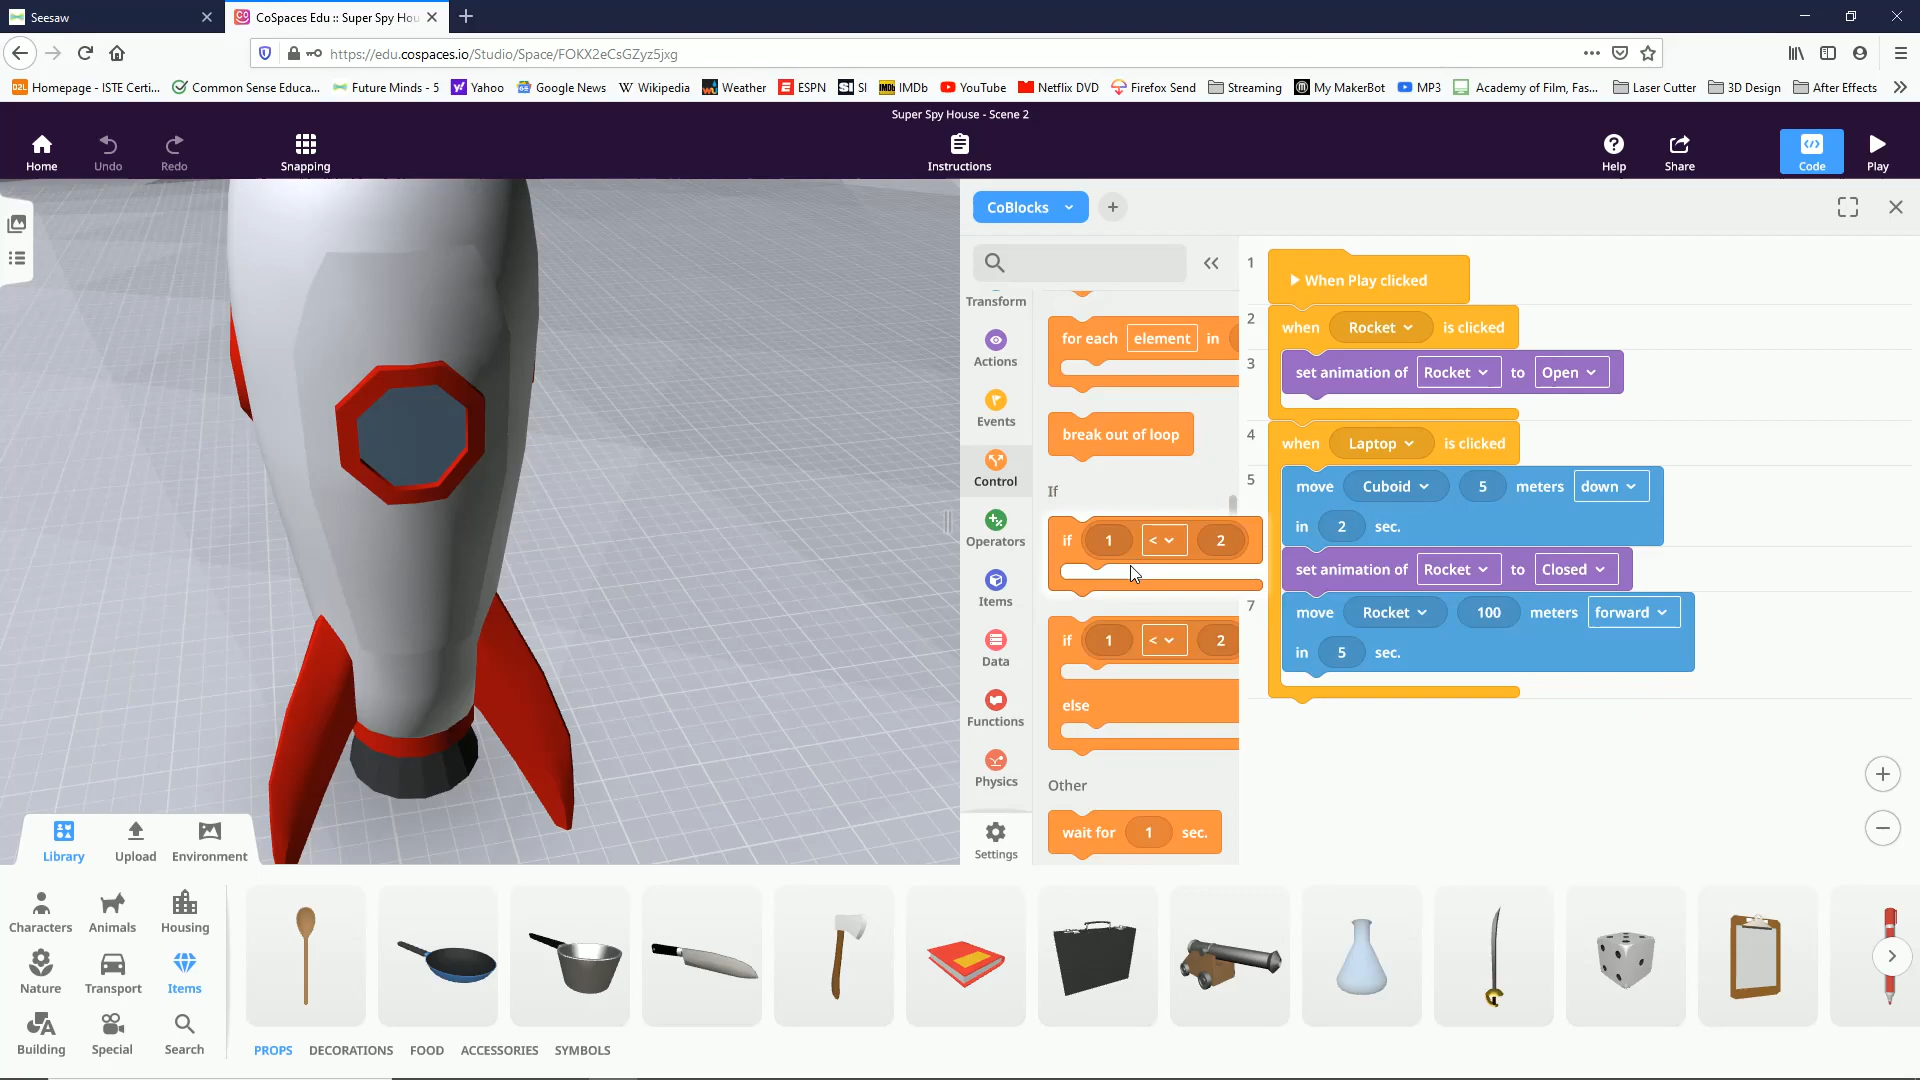 Seesaw
CoSpaces Edu :: Super Spy Hou
https://edu.cospaces.io/Studio/Space/FOKX2eCsGZyz5jxg
Homepage - ISTE Certi... Common Sense Educa... Future Minds - 5 Yahoo Google News Wikipedia Weather ESPN SI IMDb YouTube Netflix DVD Firefox Send Streaming My MakerBot MP3 Academy of Film, Fas... Laser Cutter 3D Design After Effects
Super Spy House - Scene 2
Home Undo Redo Snapping Instructions Help Share Code Play
CoBlocks
Transform
Actions
Events
Control
Operators
Items
Data
Functions
Physics
Settings
for each element in
break out of loop
If
if 1 < 2
if 1 < 2
else
Other
wait for 1 sec.
1 When Play clicked
2 when Rocket is clicked
3 set animation of Rocket to Open
4 when Laptop is clicked
5 move Cuboid 5 meters down
in 2 sec.
set animation of Rocket to Closed
7 move Rocket 100 meters forward
in 5 sec.
Library Upload Environment
Characters Animals Housing
Nature Transport Items
Building Special Search
PROPS DECORATIONS FOOD ACCESSORIES SYMBOLS